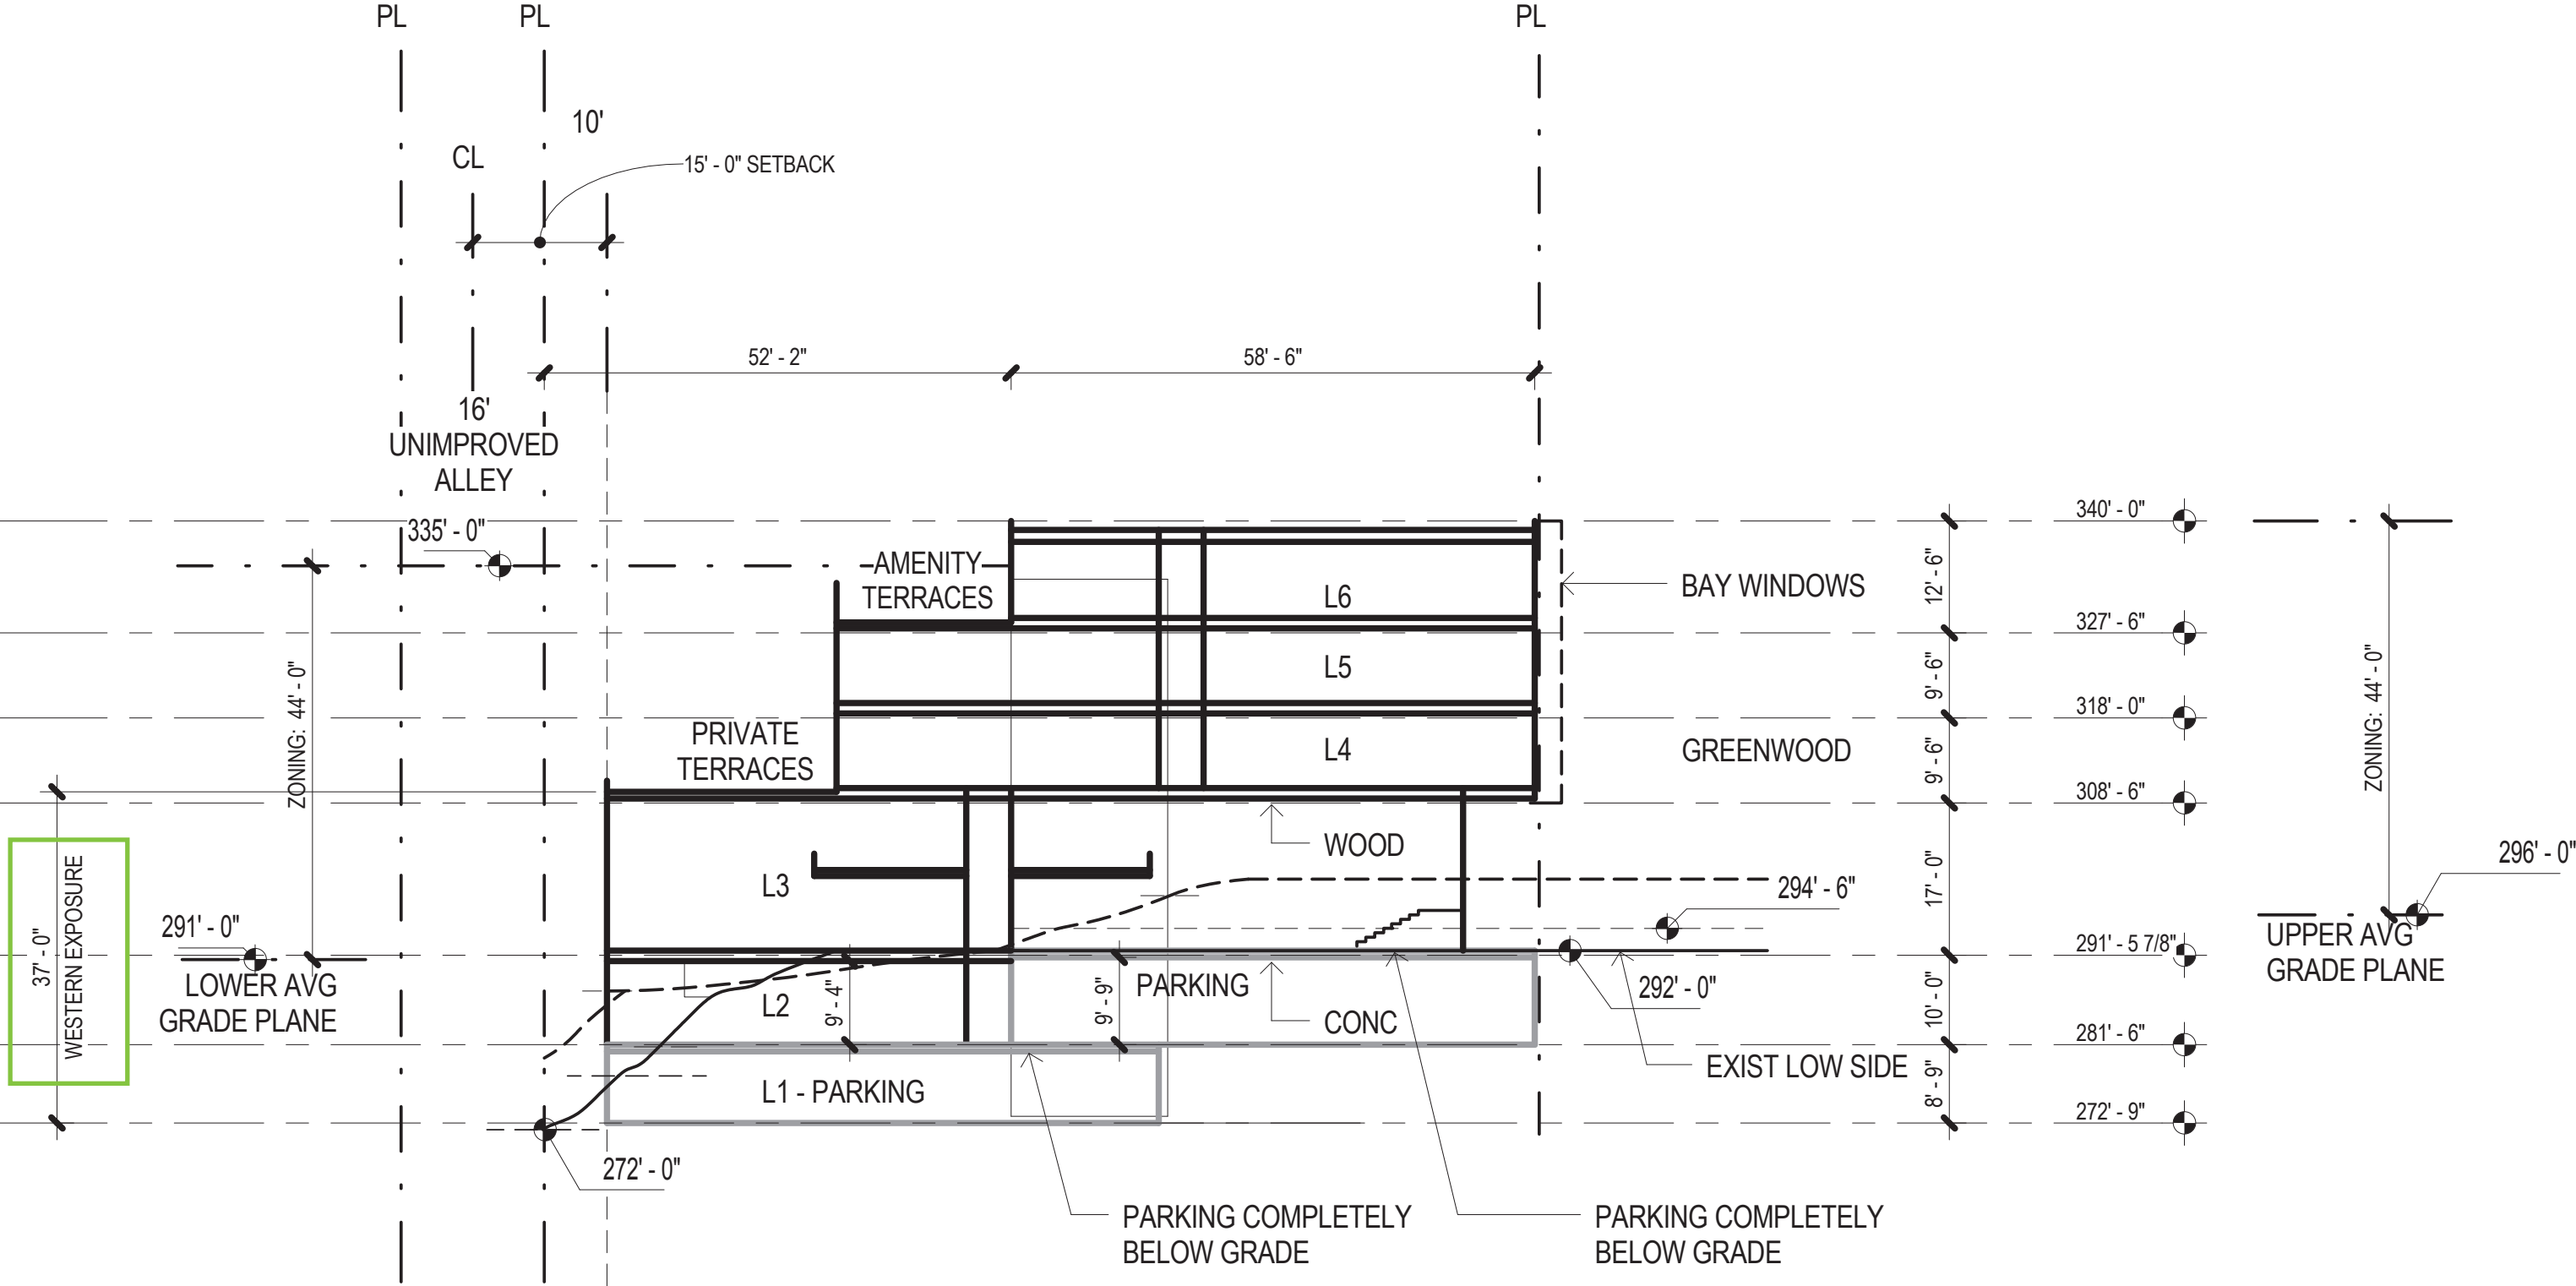 PL
PL
PL
10'
CL
15' - 0" SETBACK
52' - 2"
58' - 6"
16'
UNIMPROVED
ALLEY
335' - 0"
340' - 0"
AMENITY
TERRACES
L6
BAY WINDOWS
12' - 6"
327' - 6"
L5
9' - 6"
ZONING: 44' - 0"
ZONING: 44' - 0"
318' - 0"
PRIVATE
TERRACES
L4
GREENWOOD
9' - 6"
308' - 6"
WOOD
296' - 0"
37' - 0"
WESTERN EXPOSURE
L3
294' - 6"
17' - 0"
291' - 0"
LOWER AVG
GRADE PLANE
291' - 5 7/8"
UPPER AVG
GRADE PLANE
L2
9' - 4"
9' - 9"
PARKING
292' - 0"
CONC
10' - 0"
281' - 6"
EXIST LOW SIDE
L1 - PARKING
8' - 9"
272' - 9"
272' - 0"
PARKING COMPLETELY
BELOW GRADE
PARKING COMPLETELY
BELOW GRADE